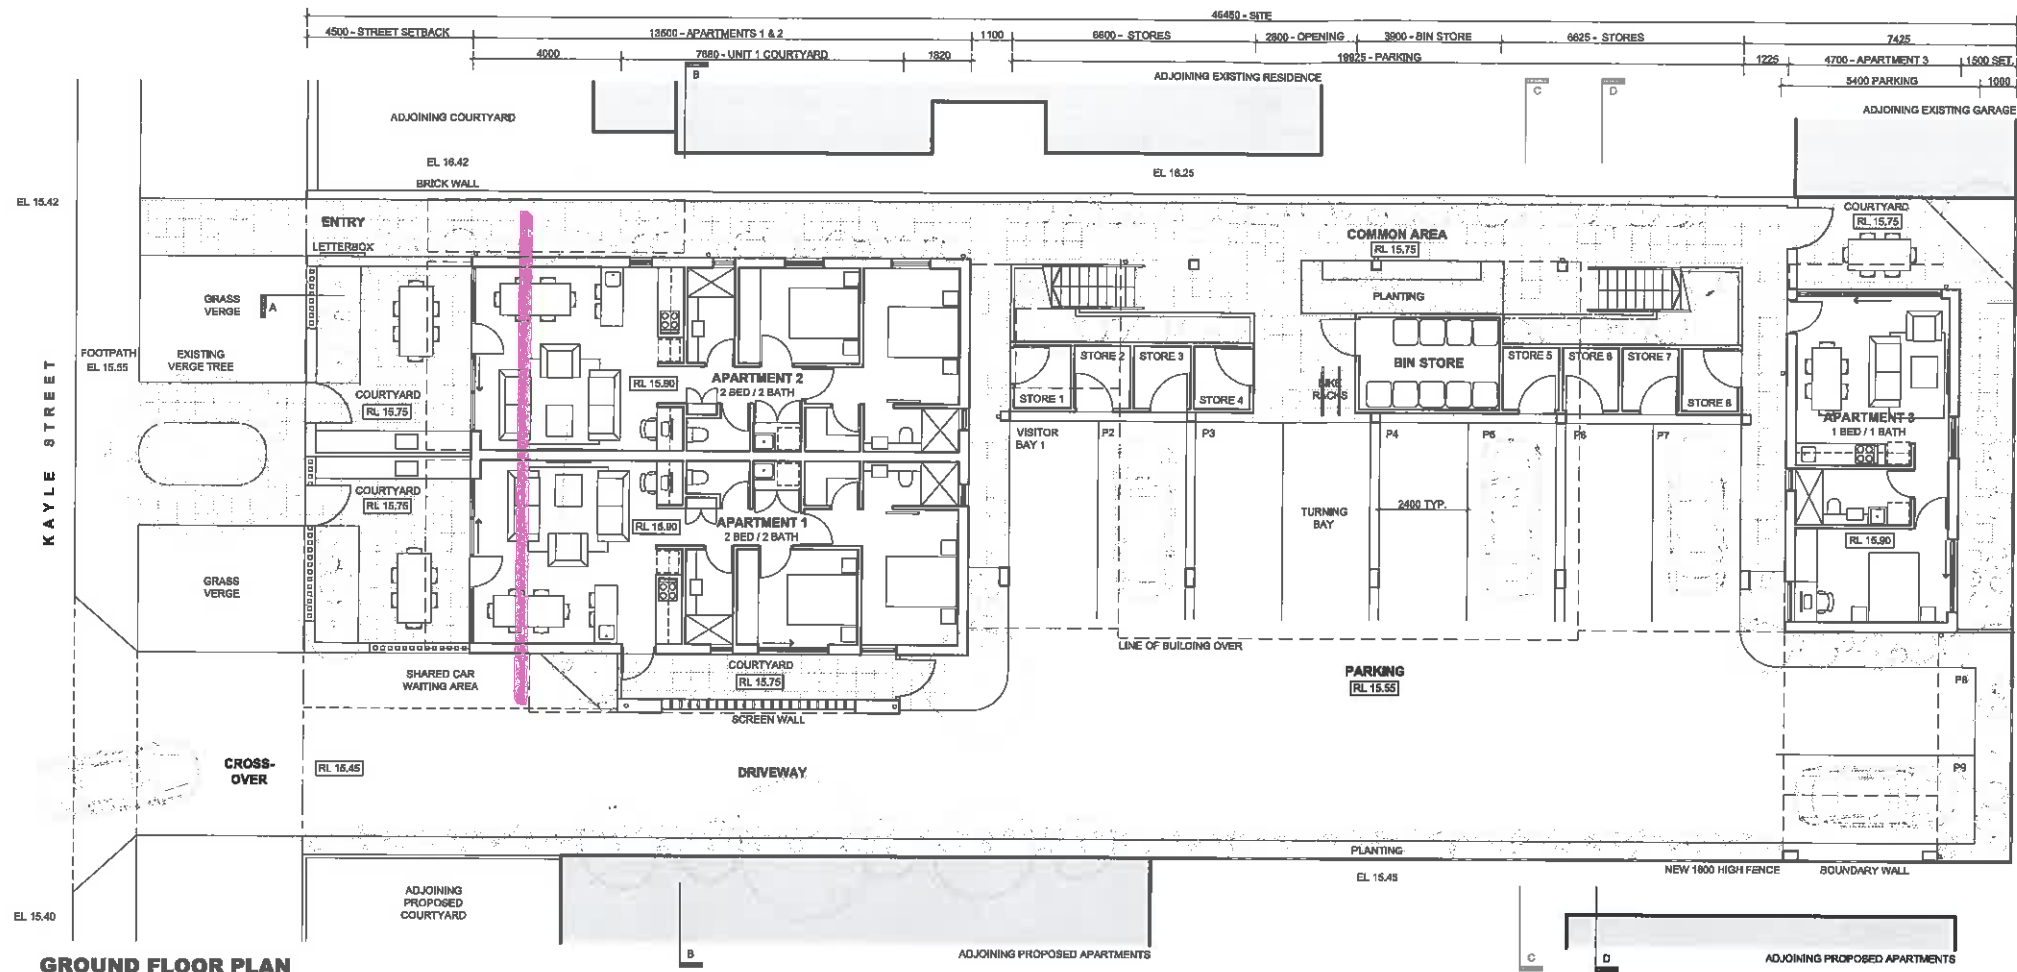 46450 - SITE
4500 - STREET SETBACK
13500 - APARTMENTS 1 & 2
1100
6600 - STORES
2800 - OPENING
3900 - BIN STORE
6625 - STORES
7425
4000
7680 - UNIT 1 COURTYARD
1820
19925 - PARKING
1225
4700 - APARTMENT 3
1500 SET.
5400 PARKING
1000
B
ADJOINING EXISTING RESIDENCE
C
D
ADJOINING EXISTING GARAGE
ADJOINING COURTYARD
EL 16.42
BRICK WALL
EL 16.25
EL 15.42
ENTRY
LETTERBOX
COMMON AREA
RL 15.75
COURTYARD
RL 15.75
GRASS
VERGE
A
PLANTING
FOOTPATH
EL 15.55
EXISTING
VERGE TREE
KAYLE STREET
COURTYARD
RL 15.75
RL 15.90
APARTMENT 2
2 BED / 2 BATH
STORE 1
STORE 2
STORE 3
STORE 4
BIKE
RACKS
BIN STORE
STORE 5
STORE 6
STORE 7
STORE 8
APARTMENT 3
1 BED / 1 BATH
VISITOR
BAY 1
P2
P3
P4
P5
P6
P7
COURTYARD
RL 15.75
RL 15.90
APARTMENT 1
2 BED / 2 BATH
TURNING
BAY
2400 TYP.
RL 15.90
GRASS
VERGE
LINE OF BUILDING OVER
SHARED CAR
WAITING AREA
COURTYARD
RL 15.75
SCREEN WALL
PARKING
RL 15.55
P8
CROSS-
OVER
RL 15.45
DRIVEWAY
P9
PLANTING
EL 15.45
NEW 1800 HIGH FENCE
BOUNDARY WALL
ADJOINING
PROPOSED
COURTYARD
EL 15.40
B
ADJOINING PROPOSED APARTMENTS
C
D
ADJOINING PROPOSED APARTMENTS
GROUND FLOOR PLAN